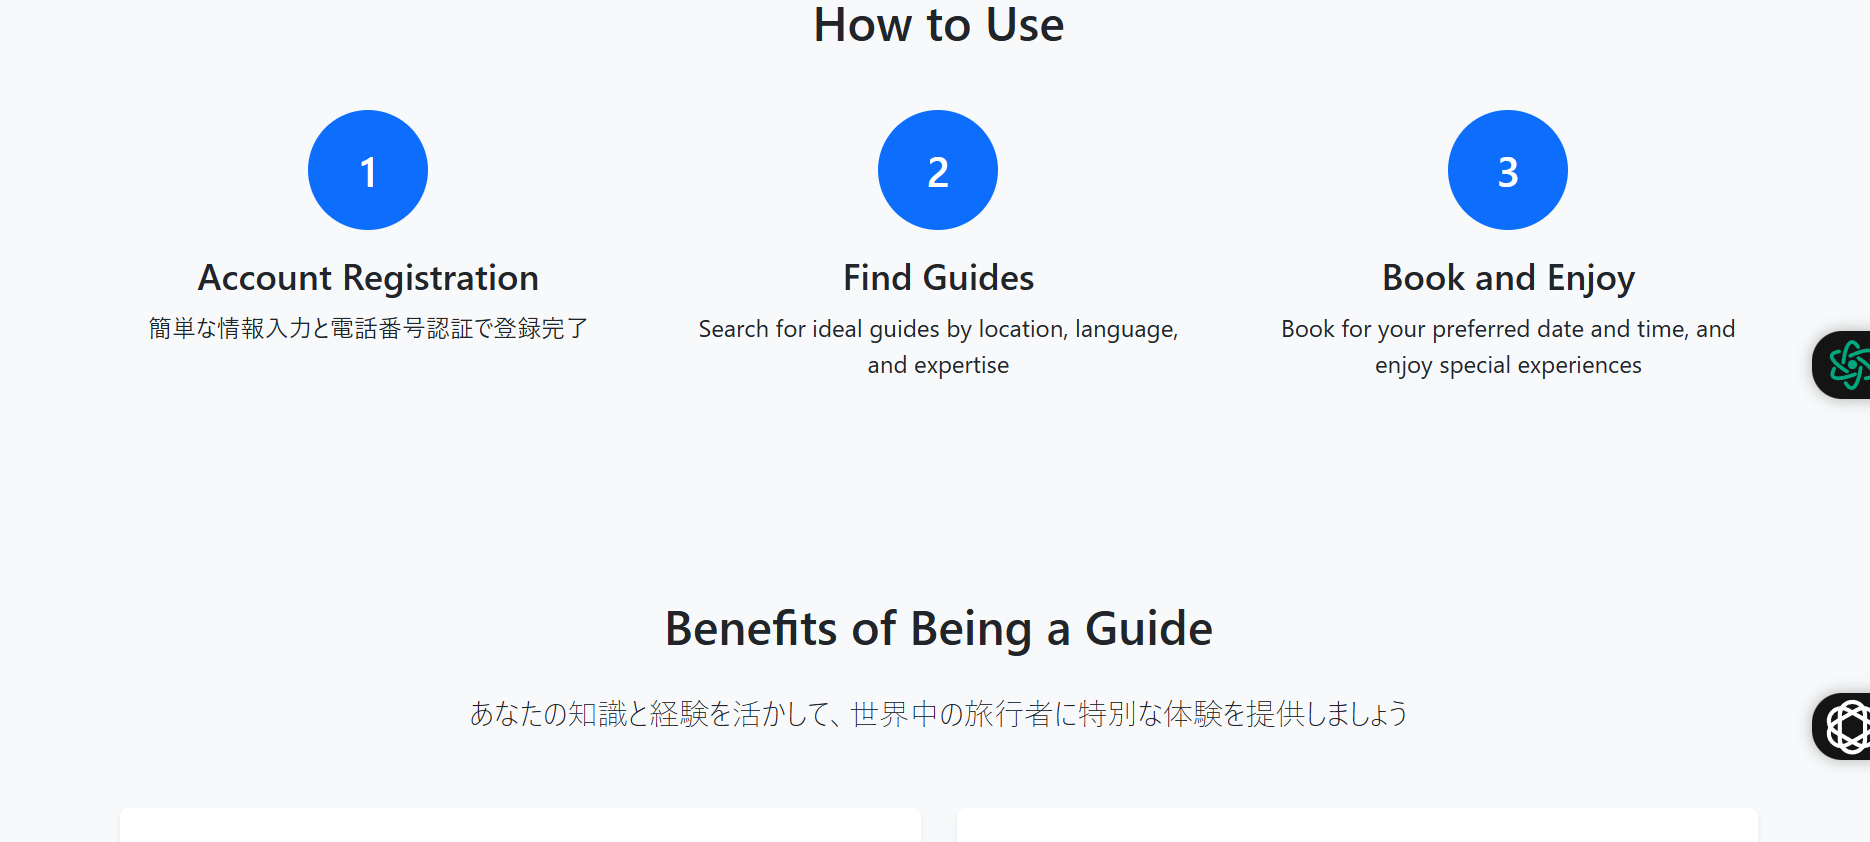 How to Use
1
2
3
Account Registration
簡単な情報入力と電話番号認証で登録完了
Find Guides
Search for ideal guides by location, language,
and expertise
Book and Enjoy
Book for your preferred date and time, and
enjoy special experiences
Benefits of Being a Guide
あなたの知識と経験を活かして、世界中の旅行者に特別な体験を提供しましょう